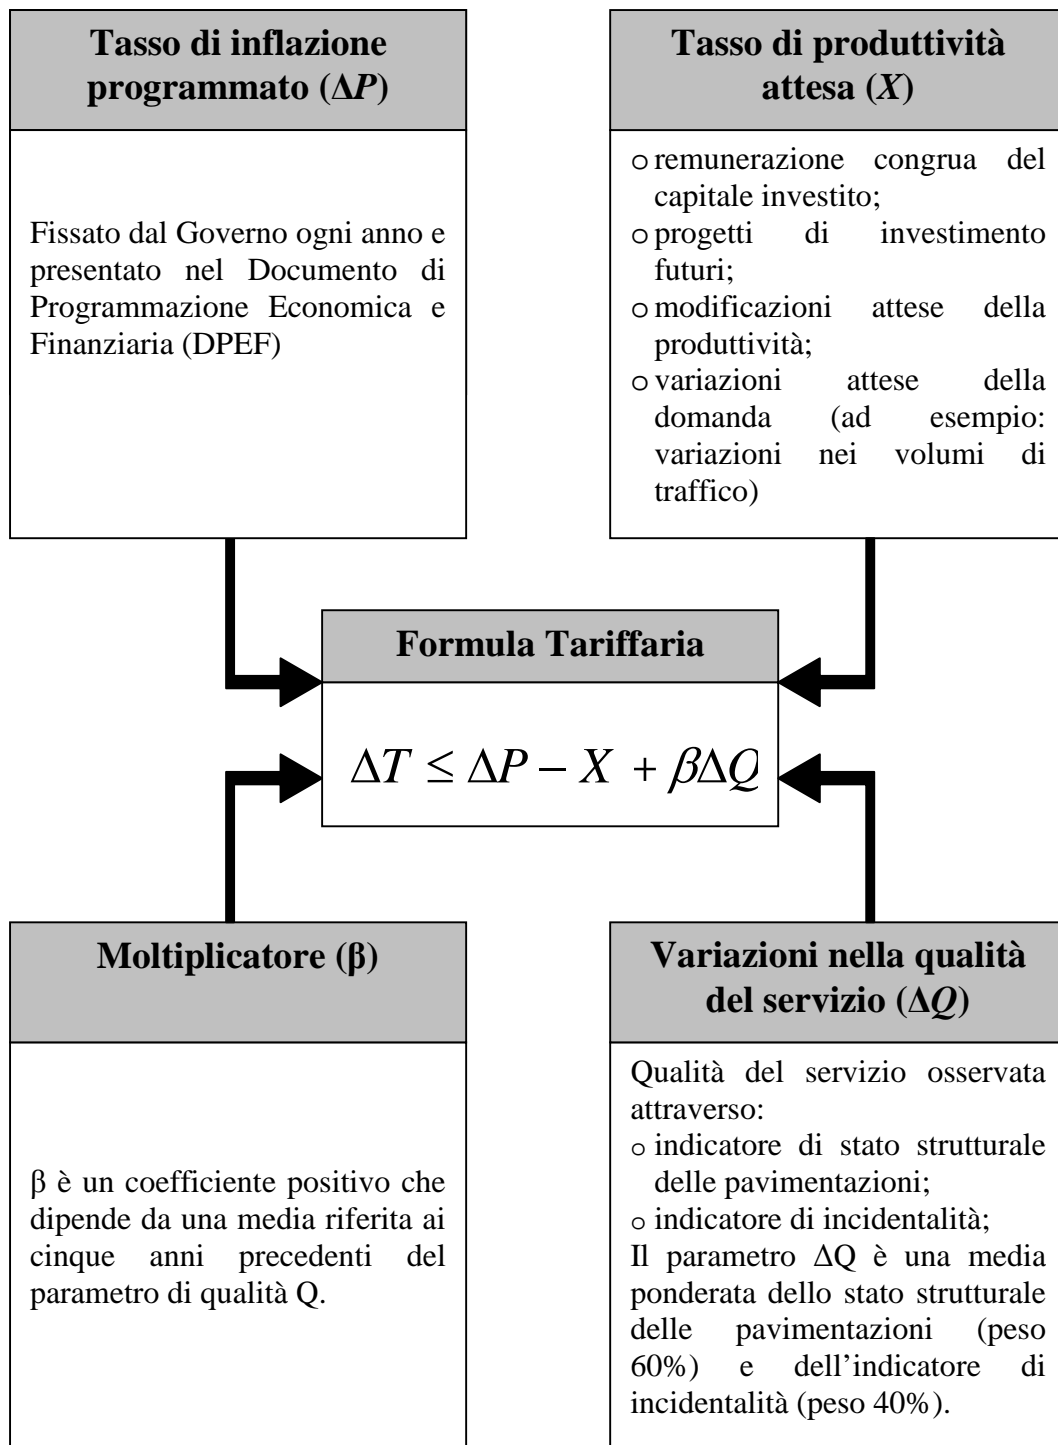 Tasso di inflazione
programmato (ΔP)
Fissato dal Governo ogni anno e
presentato nel Documento di
Programmazione Economica e
Finanziaria (DPEF)
Tasso di produttività
attesa (X)
o remunerazione congrua del
capitale investito;
o progetti di investimento
futuri;
o modificazioni attese della
produttività;
o variazioni attese della
domanda (ad esempio:
variazioni nei volumi di
traffico)
Formula Tariffaria
ΔT ≤ ΔP − X + βΔQ
Moltiplicatore (β)
β è un coefficiente positivo che
dipende da una media riferita ai
cinque anni precedenti del
parametro di qualità Q.
Variazioni nella qualità
del servizio (ΔQ)
Qualità del servizio osservata
attraverso:
o indicatore di stato strutturale
delle pavimentazioni;
o indicatore di incidentalità;
Il parametro ΔQ è una media
ponderata dello stato strutturale
delle pavimentazioni (peso
60%) e dell'indicatore di
incidentalità (peso 40%).